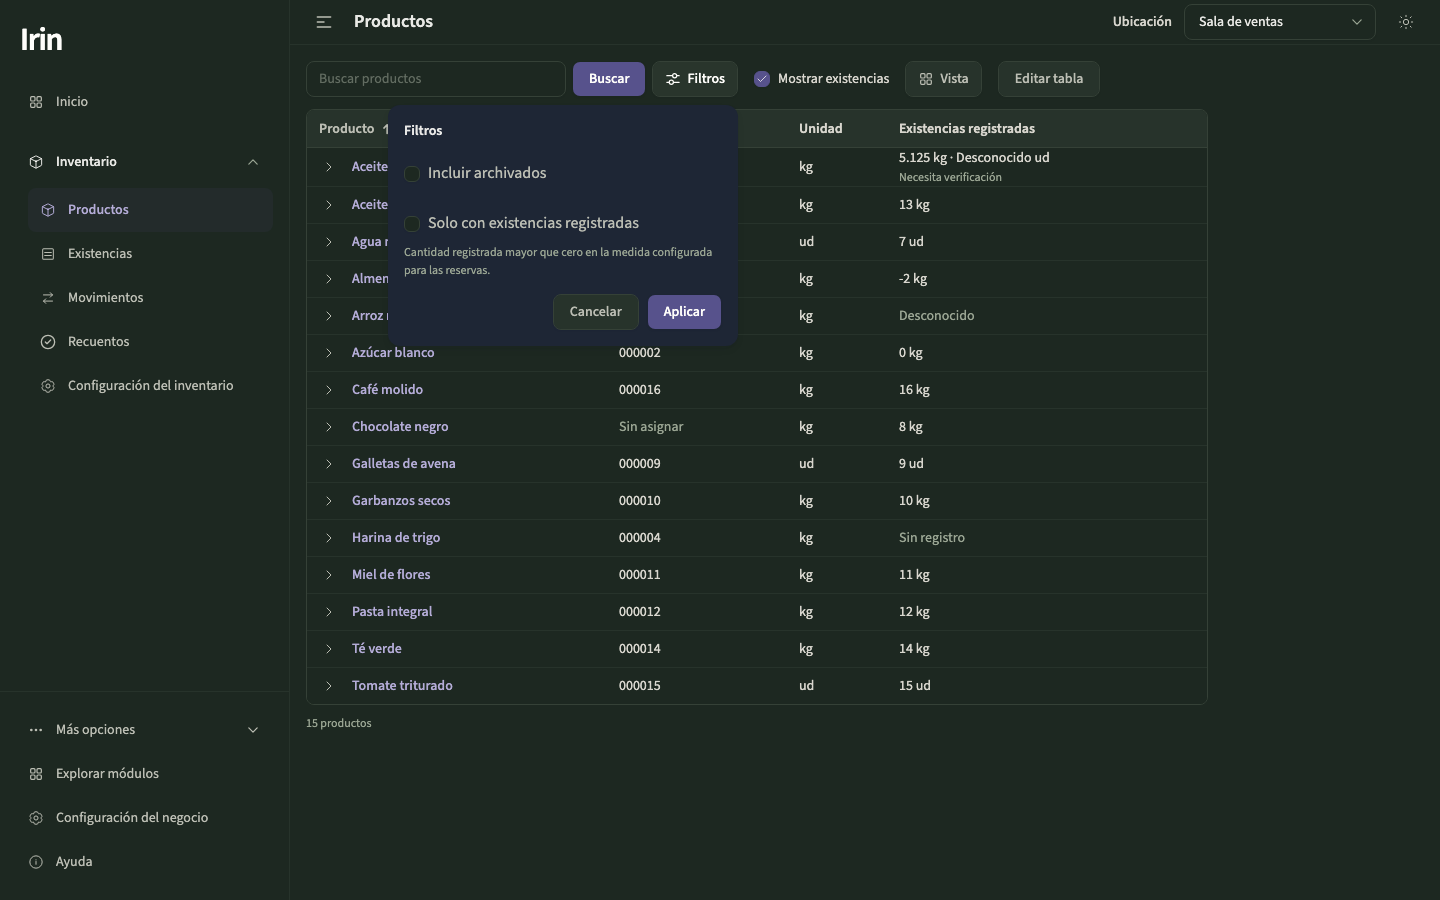 Irin
Inicio
Inventario
Productos
Existencias
Movimientos
Recuentos
Configuración del inventario
Más opciones
Explorar módulos
Configuración del negocio
Ayuda
Productos
Ubicación
Sala de ventas
Buscar productos
Buscar
Filtros
Mostrar existencias
Vista
Editar tabla
Producto ↑ Unidad Existencias registradas
Aceite kg 5.125 kg · Desconocido ud
Necesita verificación
Aceite kg 13 kg
Agua ud 7 ud
kg -2 kg
Arroz kg Desconocido
Azúcar blanco 000002 kg 0 kg
Café molido 000016 kg 16 kg
Chocolate negro Sin asignar kg 8 kg
Galletas de avena 000009 ud 9 ud
Garbanzos secos 000010 kg 10 kg
Harina de trigo 000004 kg Sin registro
Miel de flores 000011 kg 11 kg
Pasta integral 000012 kg 12 kg
Té verde 000014 kg 14 kg
Tomate triturado 000015 ud 15 ud
15 productos
Filtros
Incluir archivados
Solo con existencias registradas
Cantidad registrada mayor que cero en la medida configurada
para las reservas.
Cancelar
Aplicar